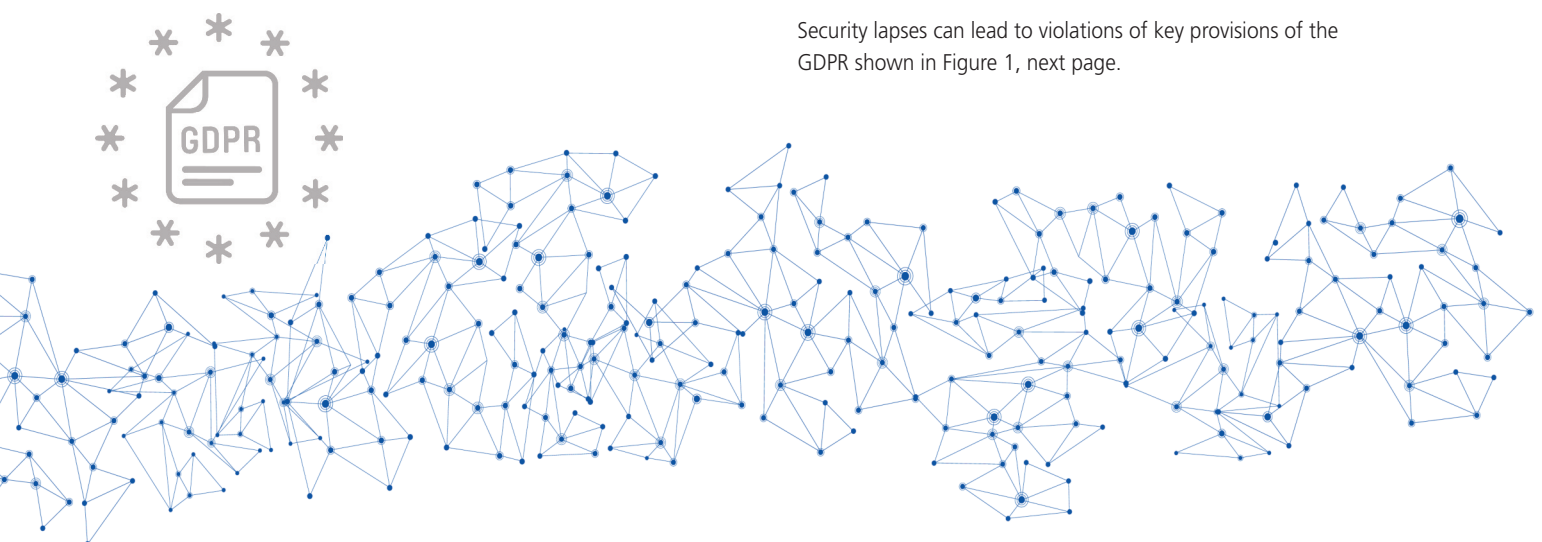 Security lapses can lead to violations of key provisions of the
GDPR shown in Figure 1, next page.
GDPR